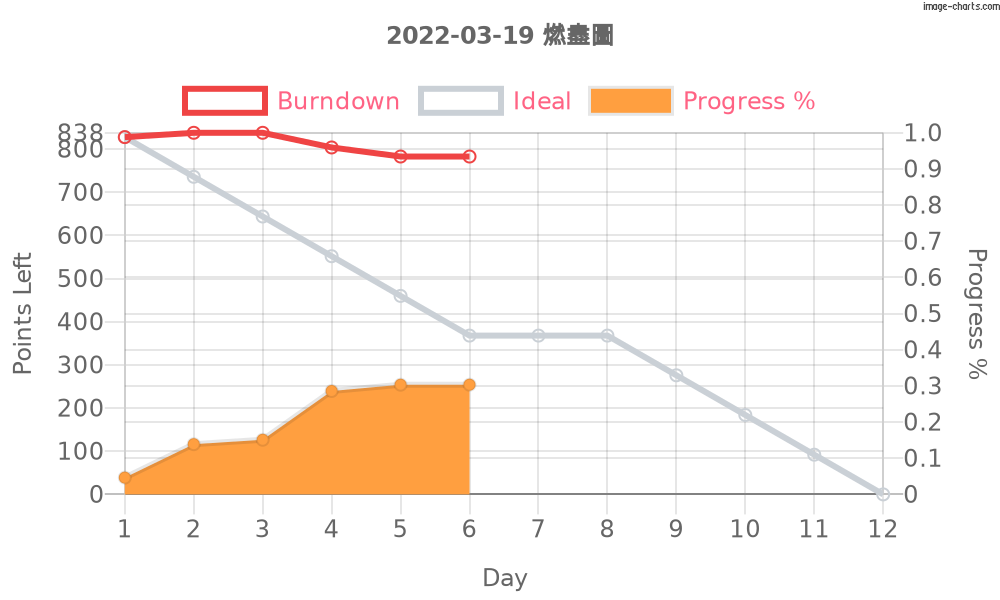 image-charts.com
2022-03-19 燃盡圖
Burndown Ideal Progress %
838 1.0
800
0.9
700 0.8
600 0.7
500 0.6
400 0.5
0.4
300 0.3
200 0.2
100 0.1
0 0
Points Left
Progress %
1 2 3 4 5 6 7 8 9 10 11 12
Day